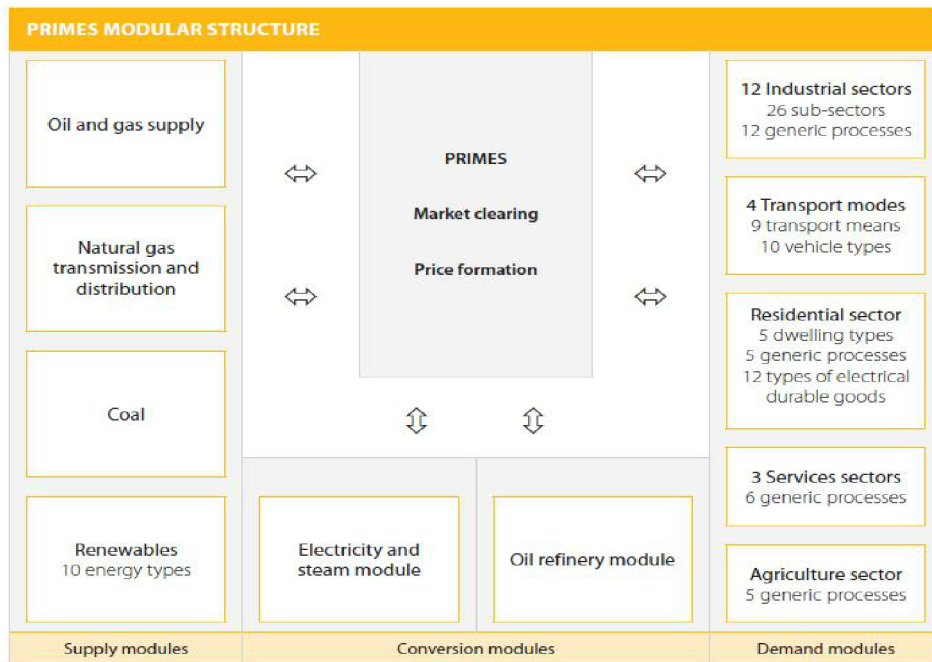 PRIMES MODULAR STRUCTURE
Oil and gas supply
Natural gas
transmission and
distribution
Coal
Renewables
10 energy types
PRIMES
Market clearing
Price formation
Electricity and
steam module
Oil refinery module
12 Industrial sectors
26 sub-sectors
12 generic processes
4 Transport modes
9 transport means
10 vehicle types
Residential sector
5 dwelling types
5 generic processes
12 types of electrical
durable goods
3 Services sectors
6 generic processes
Agriculture sector
5 generic processes
Supply modules
Conversion modules
Demand modules